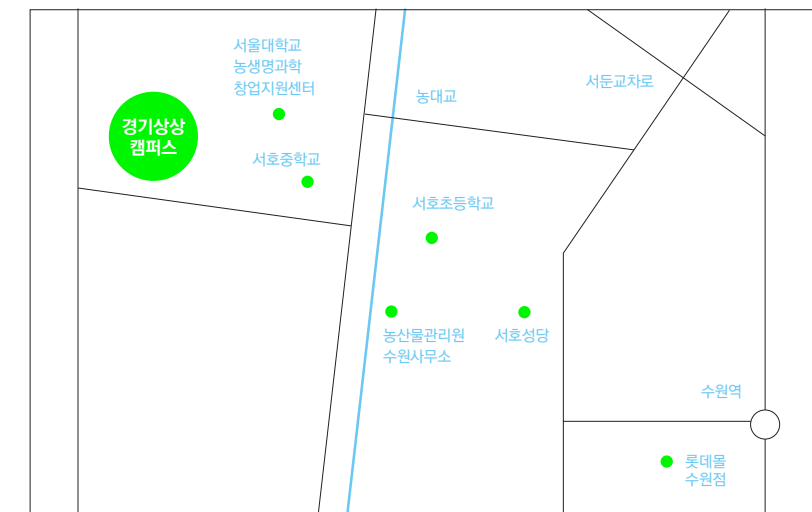 서울대학교
농생명과학
창업지원센터
경기상상
캠퍼스
서호중학교
농대교
서둔교차로
서호초등학교
농산물관리원
수원사무소
서호성당
수원역
롯데몰
수원점